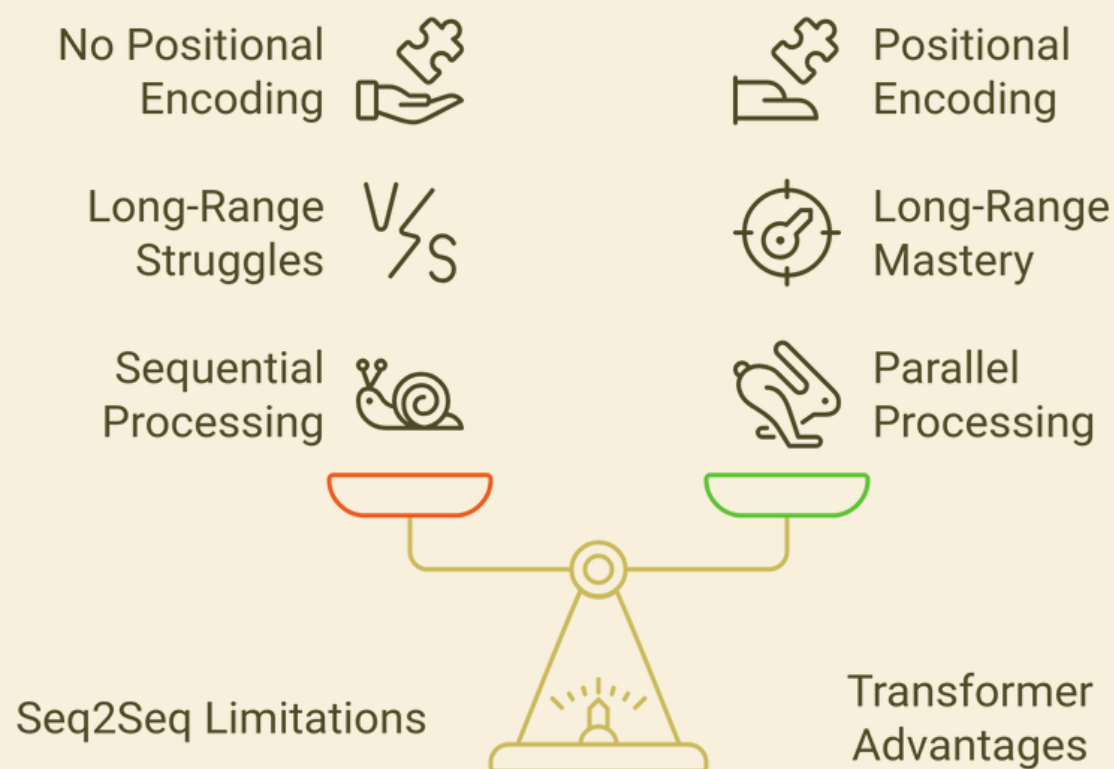 No Positional
Encoding
Positional
Encoding
Long-Range
Struggles
V/S
Long-Range
Mastery
Sequential
Processing
Parallel
Processing
Seq2Seq Limitations
Transformer
Advantages